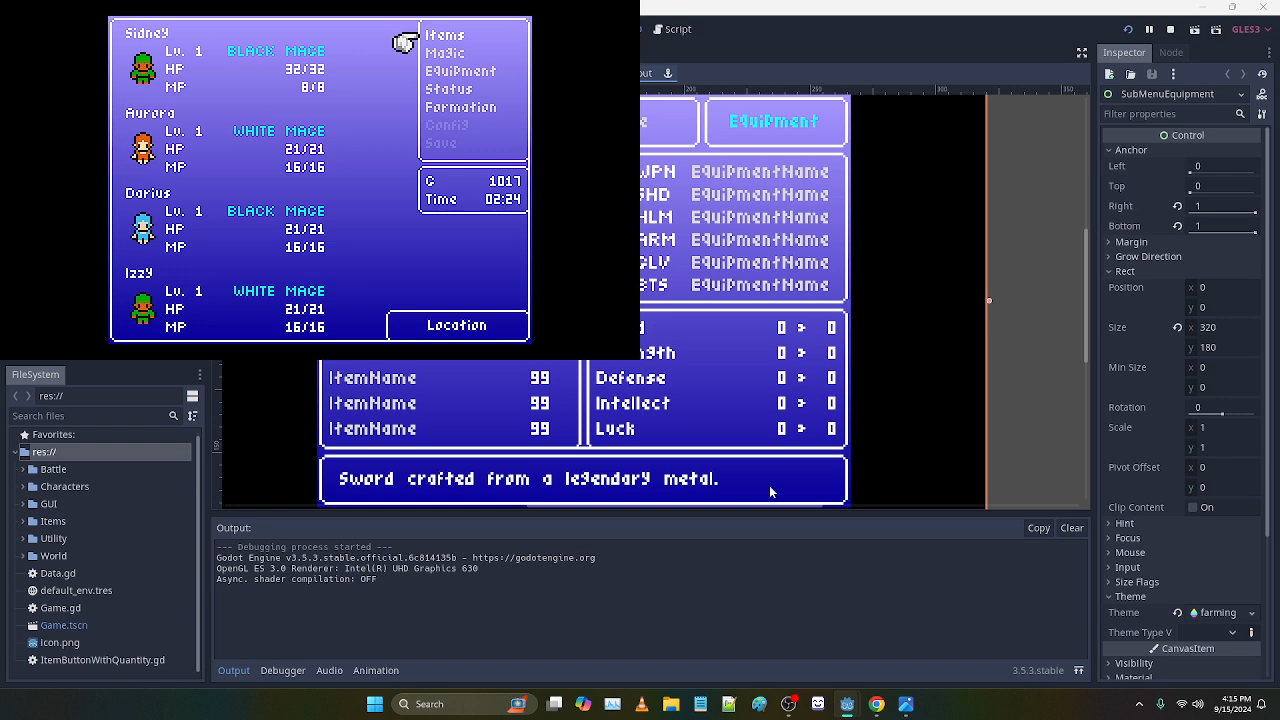 Sidney
Lv. 1 BLACK MAGE
HP 32/32
MP 8/8
Aurora
Lv. 1 WHITE MAGE
HP 21/21
MP 16/16
Darius
Lv. 1 BLACK MAGE
HP 21/21
MP 16/16
Izzy
Lv. 1 WHITE MAGE
HP 21/21
MP 16/16
Items
Magic
Equipment
Status
Formation
Config
Save
G 1017
Time 02:24
Location
Script
GLES3
200
250
300
350
Equipment
WPN EquipmentName
SHD EquipmentName
HLM EquipmentName
ARM EquipmentName
GLV EquipmentName
BTS EquipmentName
0 > 0
0 > 0
Defense 0 > 0
Intellect 0 > 0
Luck 0 > 0
ItemName 99
ItemName 99
ItemName 99
Sword crafted from a legendary metal.
Inspector Node
SubMenuEquipment
Filter properties
Control
Anchor
Left 0
Top 0
Right 1
Bottom 1
Margin
Grow Direction
Rect
Position x 0
y 0
Size x 320
y 180
Min Size x 0
y 0
Rotation 0
Scale x 1
y 1
Pivot Offset x 0
y 0
Clip Content On
Hint
Focus
Mouse
Input
Size Flags
Theme
Theme farming
Theme Type V
CanvasItem
Visibility
Material
FileSystem
res://
Search files
Favorites:
res://
Battle
Characters
GUI
Items
Utility
World
Data.gd
default_env.tres
Game.gd
Game.tscn
icon.png
ItemButtonWithQuantity.gd
Output: Copy Clear
--- Debugging process started ---
Godot Engine v3.5.3.stable.official.6c814135b - https://godotengine.org
OpenGL ES 3.0 Renderer: Intel(R) UHD Graphics 630
Async. shader compilation: OFF
Output Debugger Audio Animation 3.5.3.stable
Search
4:15 PM
9/15/2024